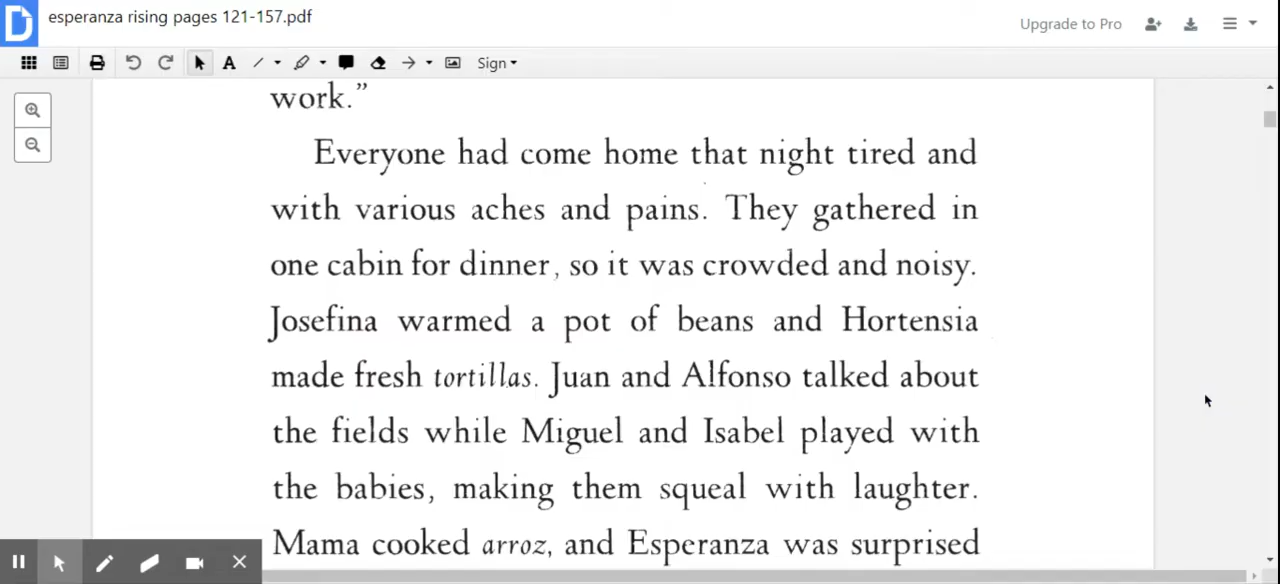 esperanza rising pages 121-157.pdf
Upgrade to Pro
Sign
work.”
Everyone had come home that night tired and
with various aches and pains. They gathered in
one cabin for dinner, so it was crowded and noisy.
Josefina warmed a pot of beans and Hortensia
made fresh tortillas. Juan and Alfonso talked about
the fields while Miguel and Isabel played with
the babies, making them squeal with laughter.
Mama cooked arroz, and Esperanza was surprised